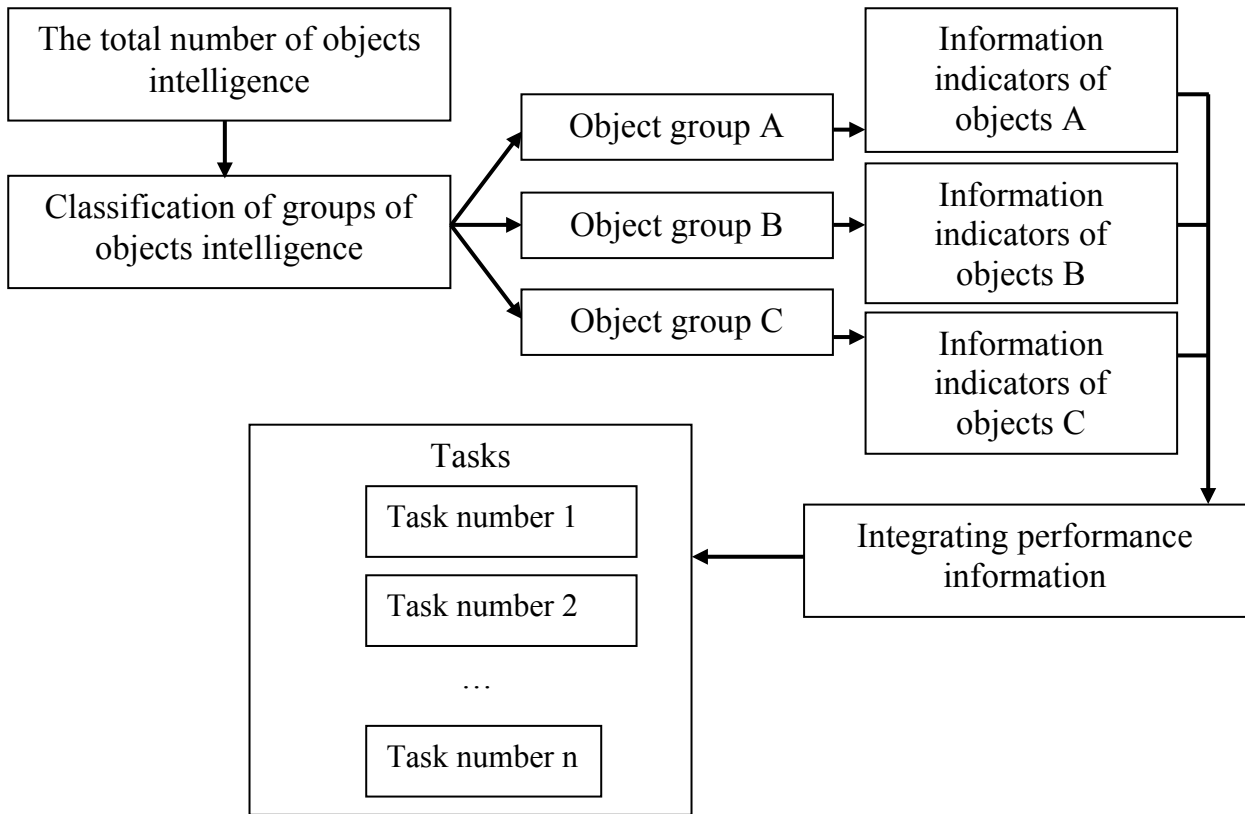 The total number of objects
intelligence
Classification of groups of
objects intelligence
Object group A
Object group B
Object group C
Information
indicators of
objects A
Information
indicators of
objects B
Information
indicators of
objects C
Integrating performance
information
Tasks
Task number 1
Task number 2
…
Task number n